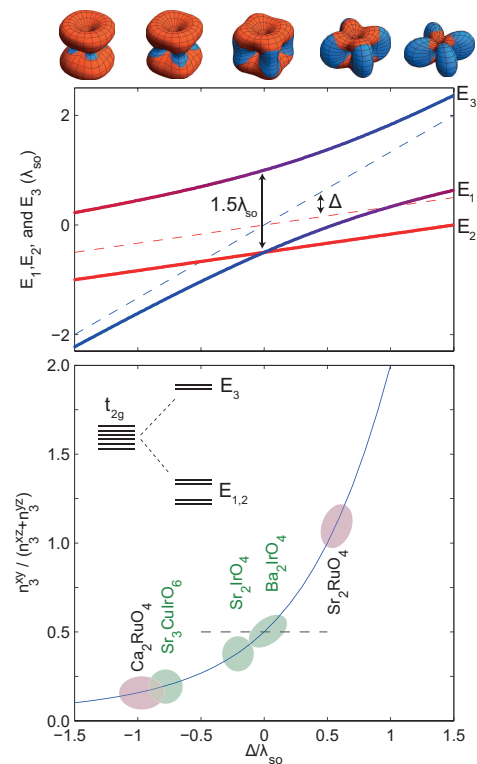 E₁,E₂, and E₃ (λₛₒ)
2
0
−2
E₃
E₁
E₂
1.5λₛₒ
Δ
n₃ˣʸ / (n₃ˣᶻ+n₃ʸᶻ)
2.0
1.5
1.0
0.5
0.0
t₂g
E₃
E₁,₂
Ca₂RuO₄
Sr₃CuIrO₆
Sr₂IrO₄
Ba₂IrO₄
Sr₂RuO₄
−1.5 −1.0 −0.5 0 0.5 1.0 1.5
Δ/λₛₒ